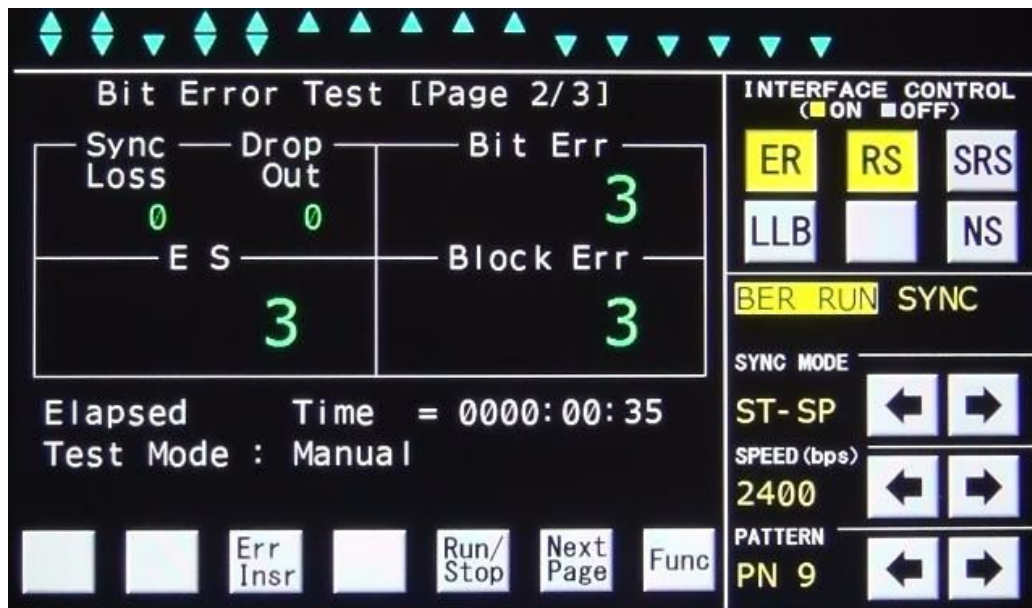 Bit Error Test [Page 2/3]
Sync Loss
Drop Out
0
0
Bit Err
3
E S
3
Block Err
3
Elapsed Time = 0000:00:35
Test Mode : Manual
Err Insr
Run/ Stop
Next Page
Func
INTERFACE CONTROL
(ON OFF)
ER RS SRS
LLB NS
BER RUN SYNC
SYNC MODE
ST-SP
SPEED(bps)
2400
PATTERN
PN 9